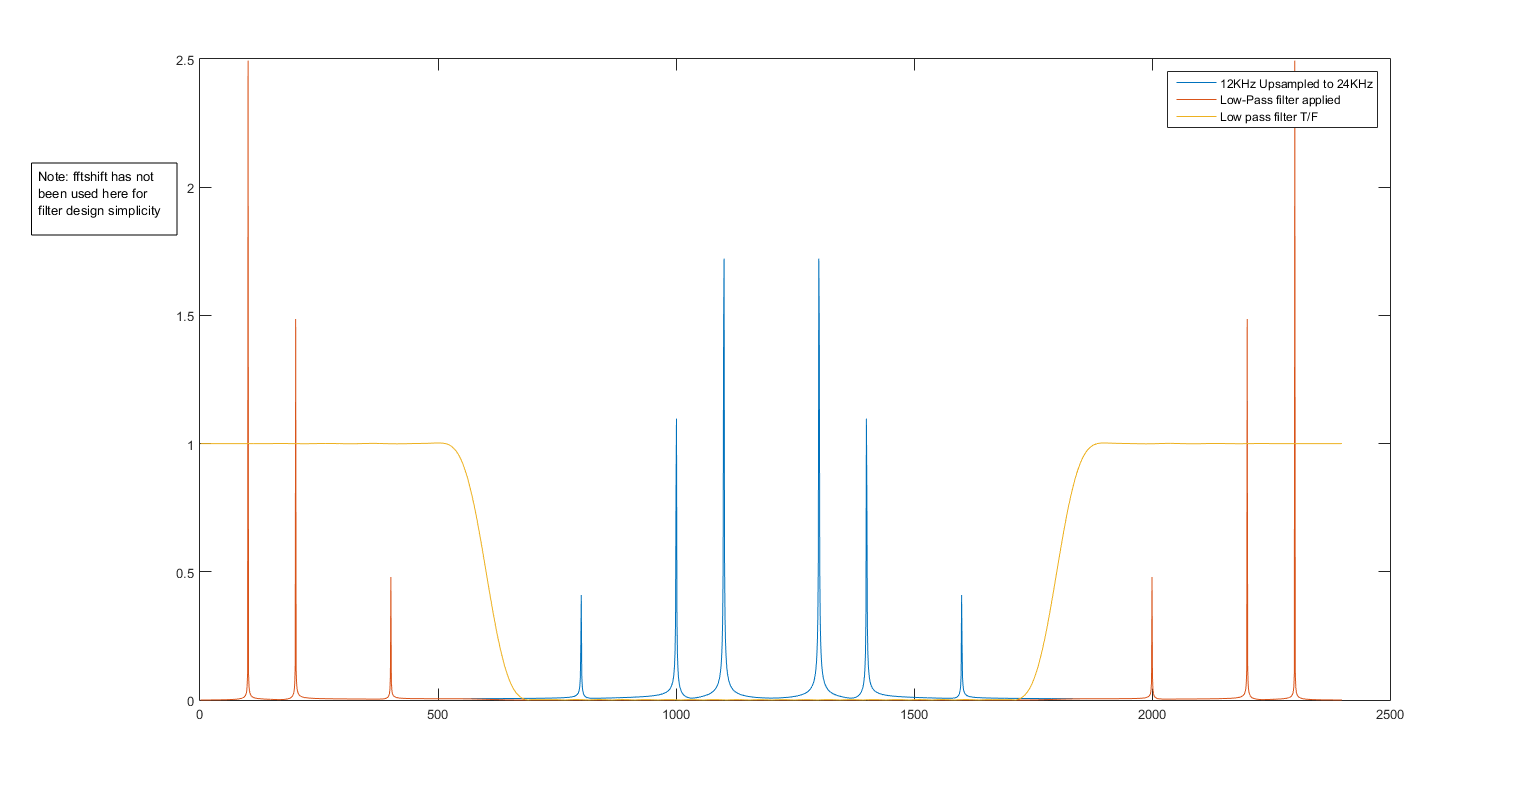 2.5
12KHz Upsampled to 24KHz
Low-Pass filter applied
Low pass filter T/F
Note: fftshift has not
been used here for
filter design simplicity
2
1.5
1
0.5
0
0
500
1000
1500
2000
2500